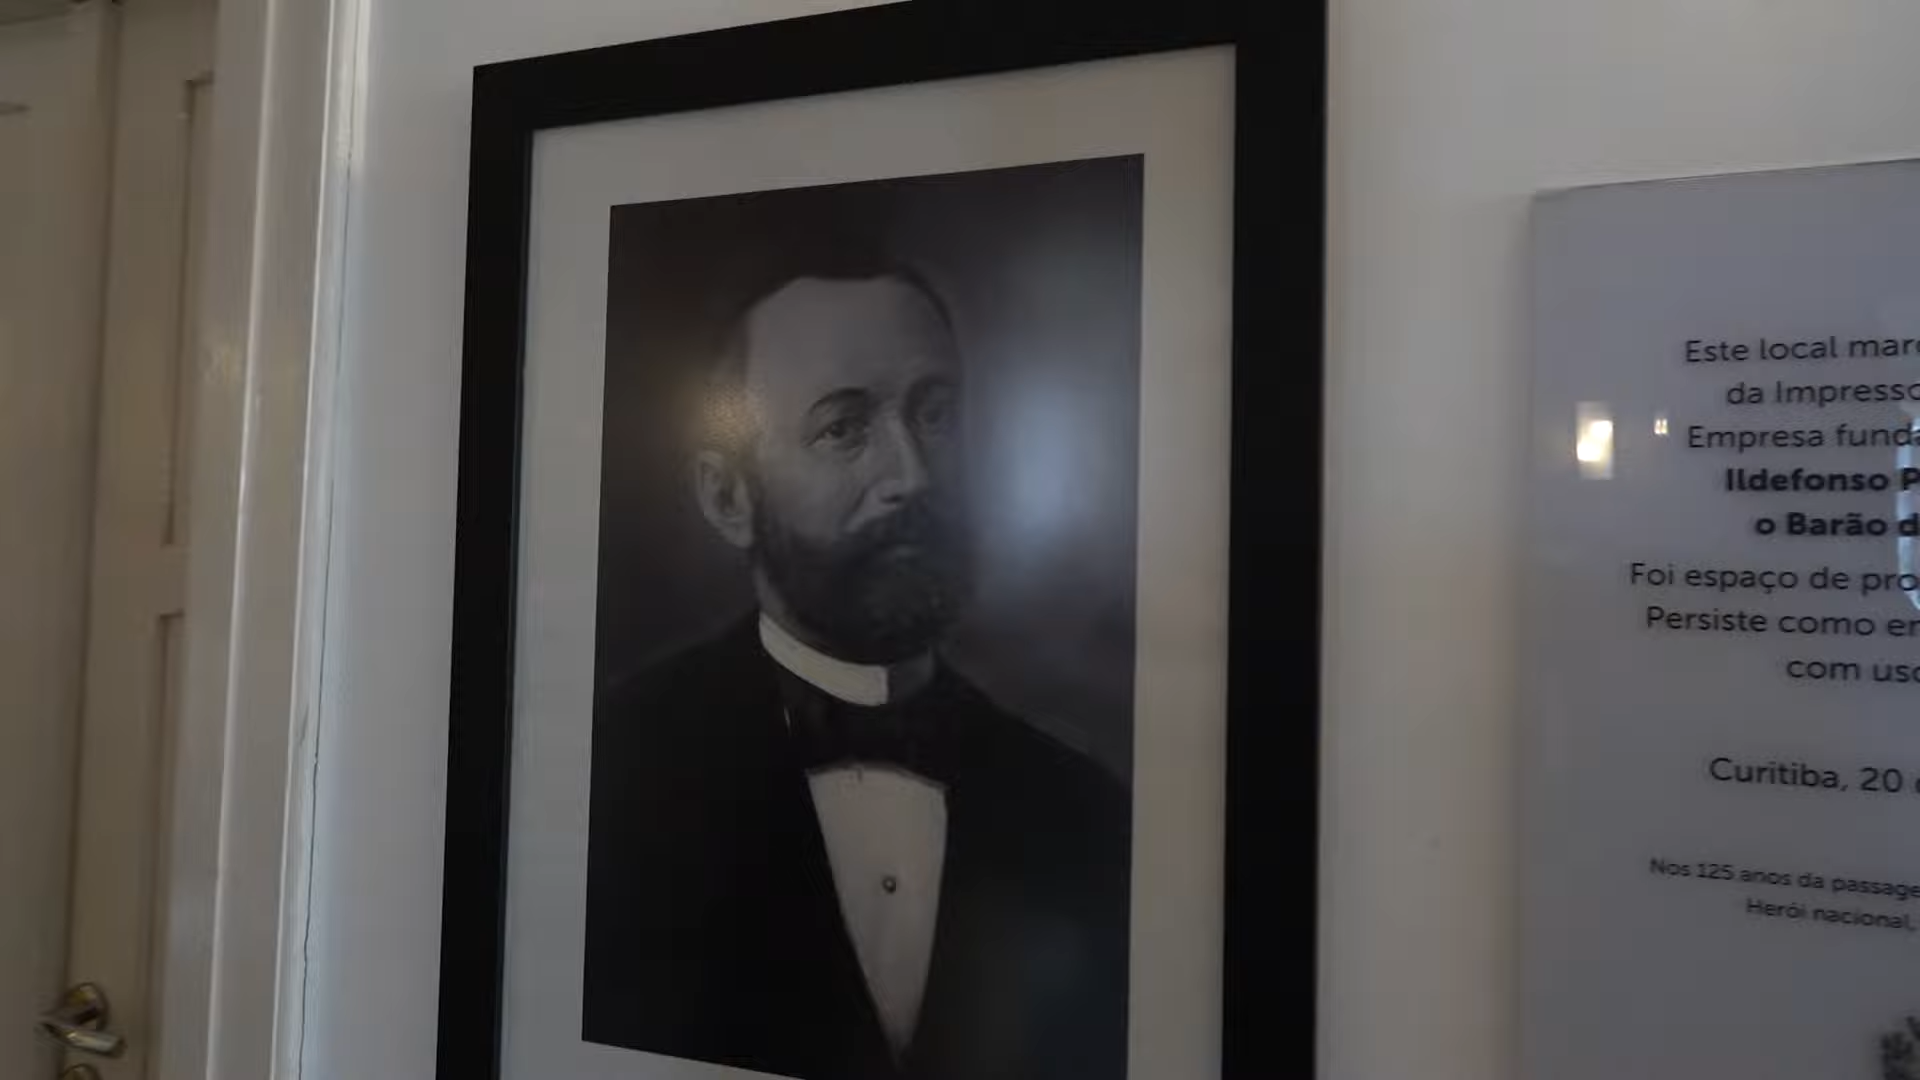 Este local marc
da Impresso
Empresa funda
Ildefonso P
o Barão d
Foi espaço de pro
Persiste como em
com uso
Curitiba, 20 d
Nos 125 anos da passage
Herói nacional,